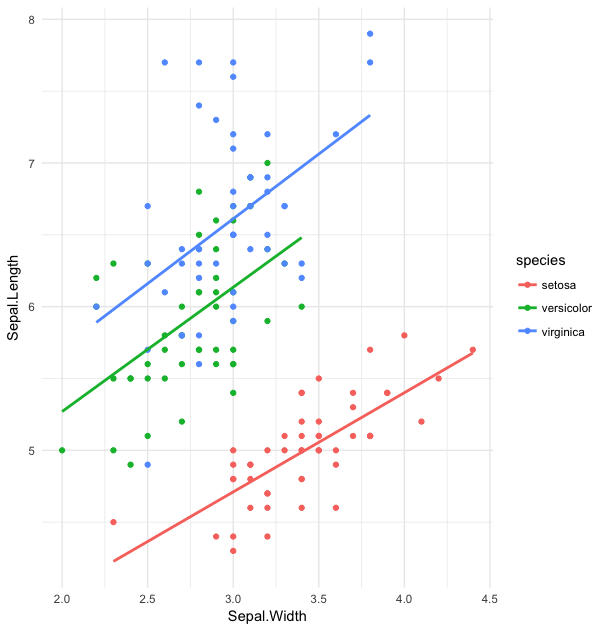 8
7
6
5
Sepal.Length
2.0 2.5 3.0 3.5 4.0 4.5
Sepal.Width
species
setosa
versicolor
virginica